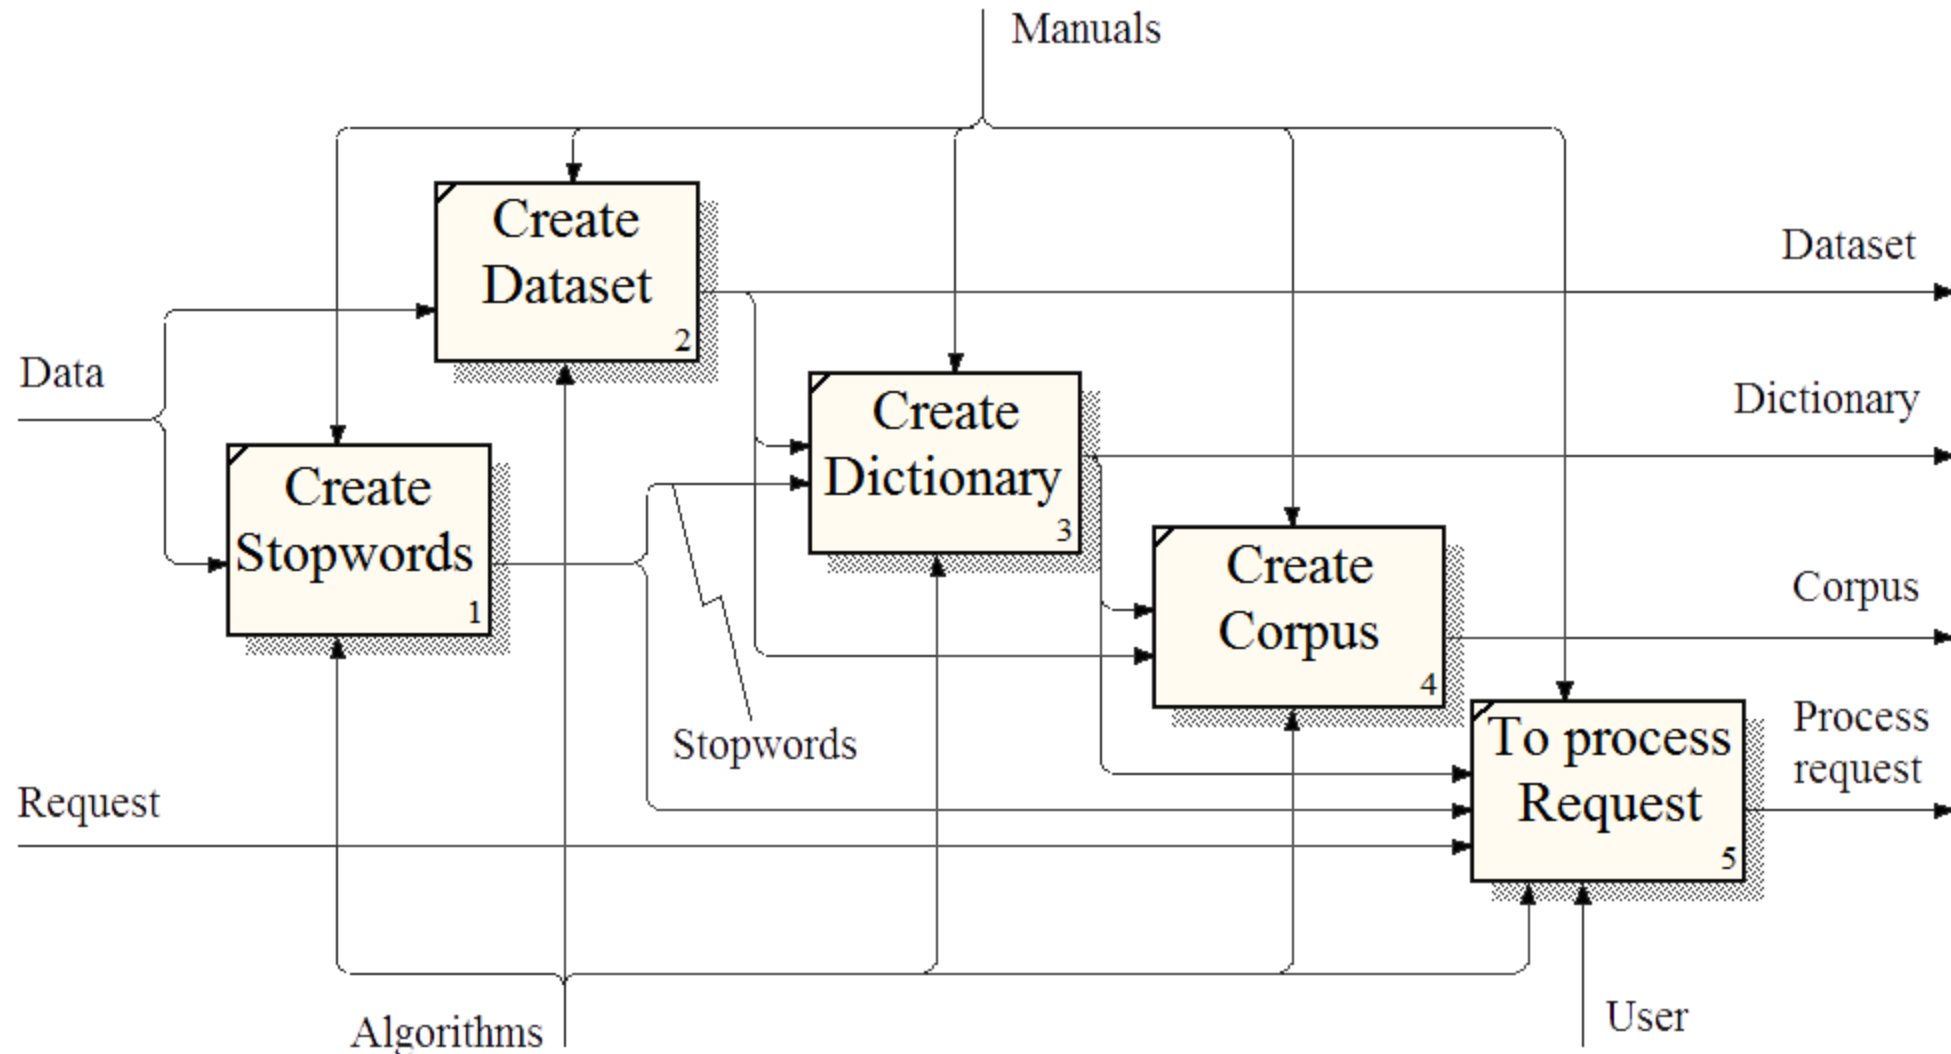 Manuals
Create
Dataset
2
Dataset
Data
Create
Dictionary
3
Dictionary
Create
Stopwords
1
Create
Corpus
4
Corpus
Stopwords
To process
Request
5
Process
request
Request
Algorithms
User